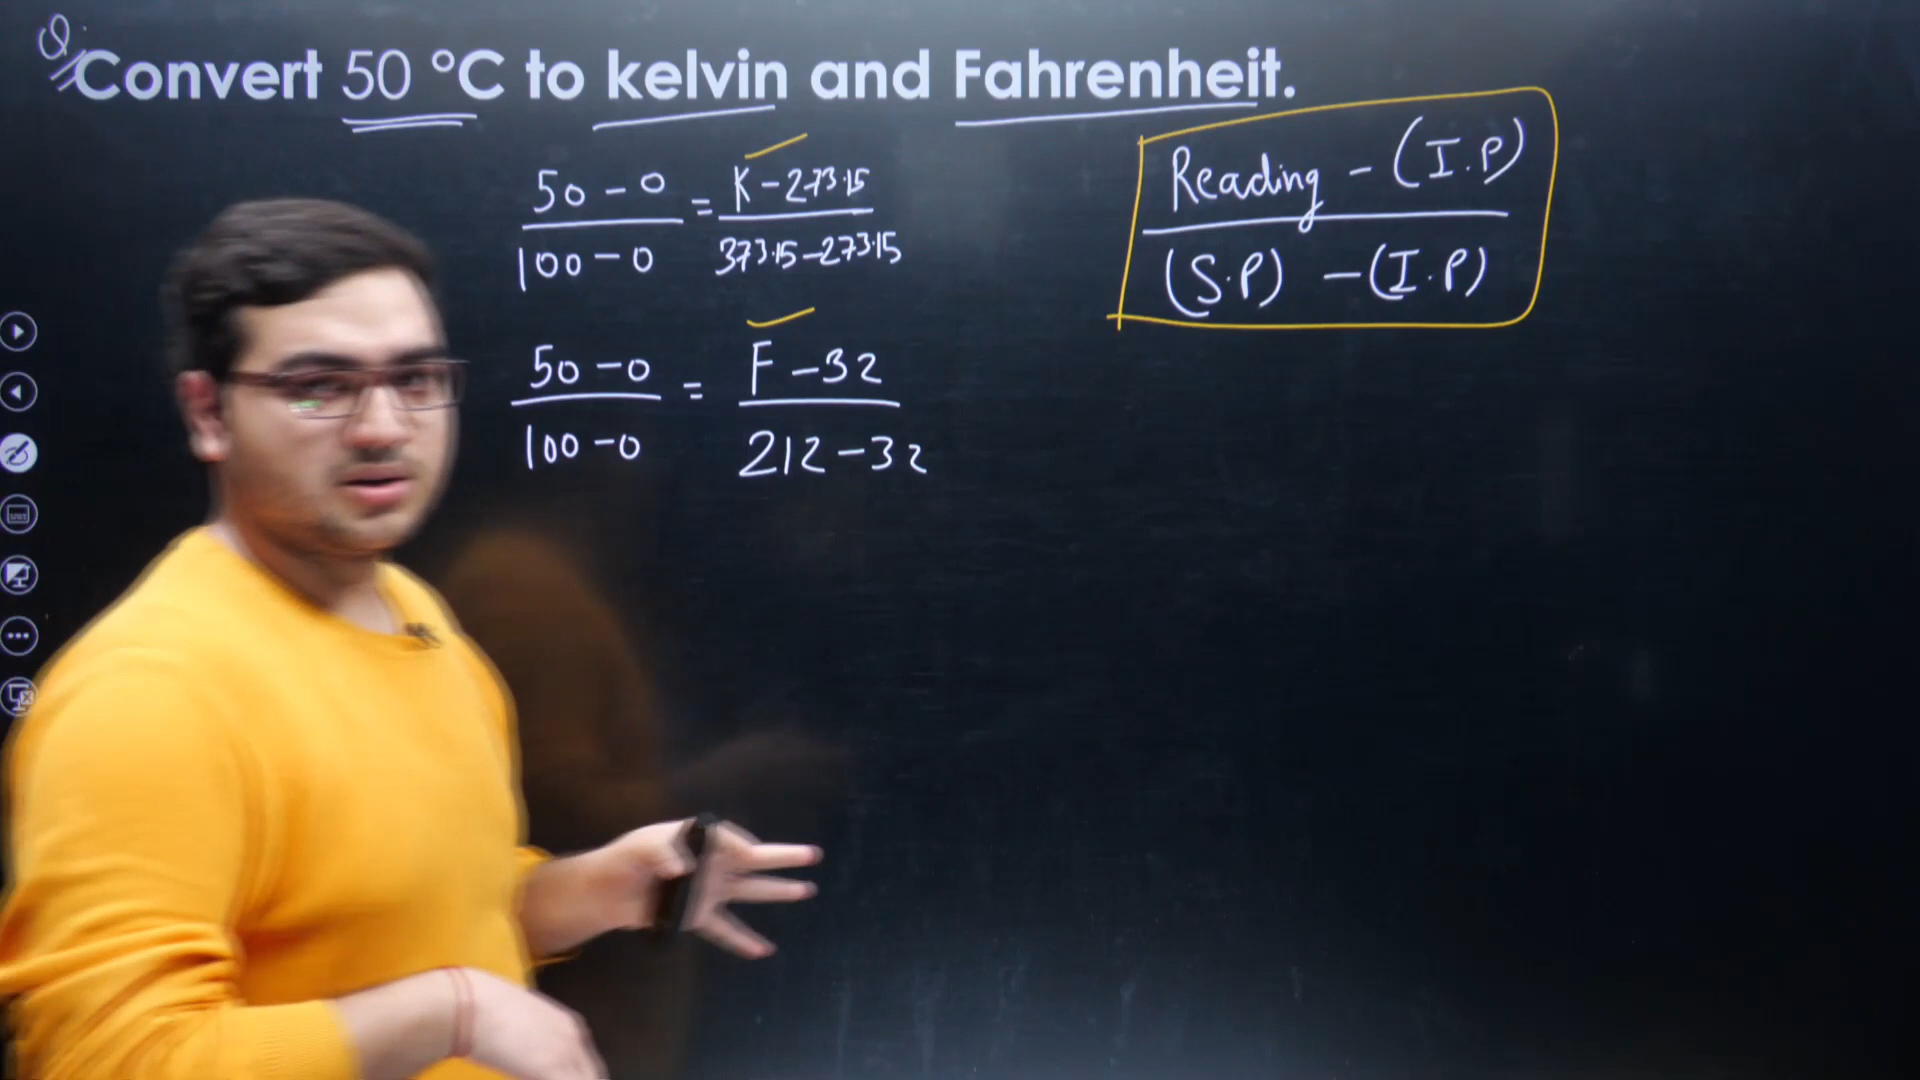 Q. Convert 50 °C to kelvin and Fahrenheit.
50 - 0 / 100 - 0 = K - 273.15 / 373.15 - 273.15
Reading - (I.P) / (S.P) - (I.P)
50 - 0 / 100 - 0 = F - 32 / 212 - 32